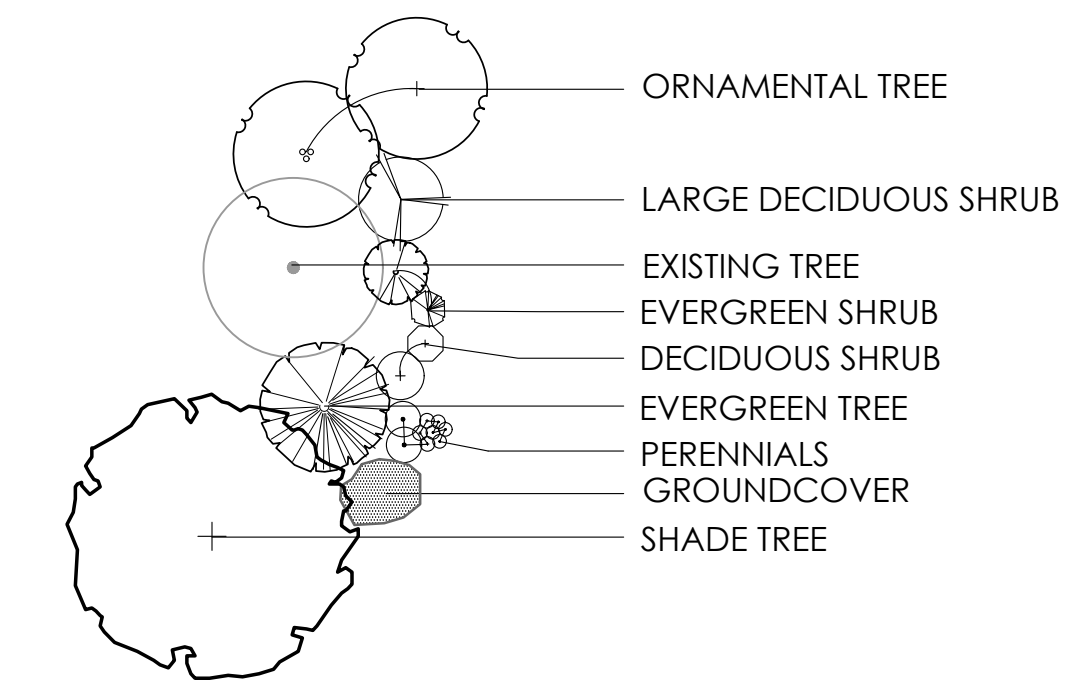 ORNAMENTAL TREE
LARGE DECIDUOUS SHRUB
EXISTING TREE
EVERGREEN SHRUB
DECIDUOUS SHRUB
EVERGREEN TREE
PERENNIALS
GROUNDCOVER
SHADE TREE